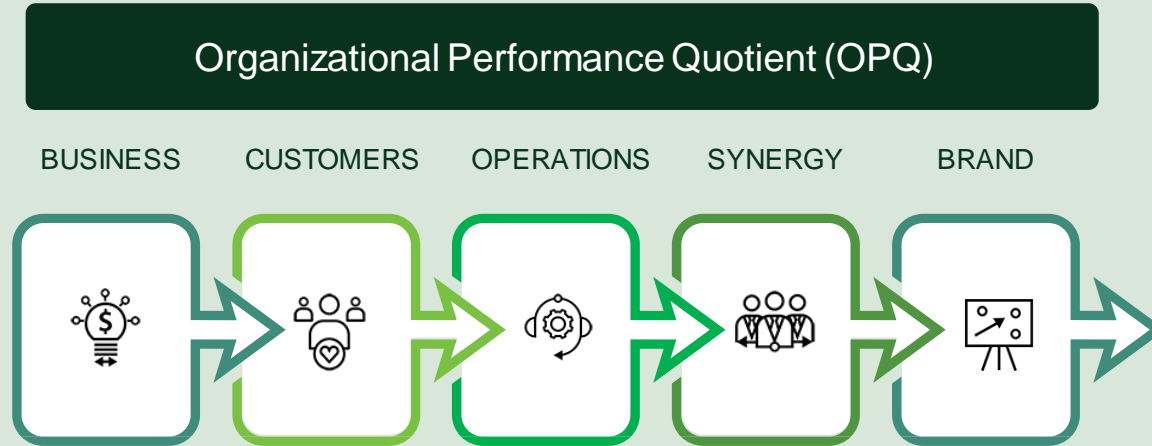 Organizational Performance Quotient (OPQ)
BUSINESS CUSTOMERS OPERATIONS SYNERGY BRAND
$